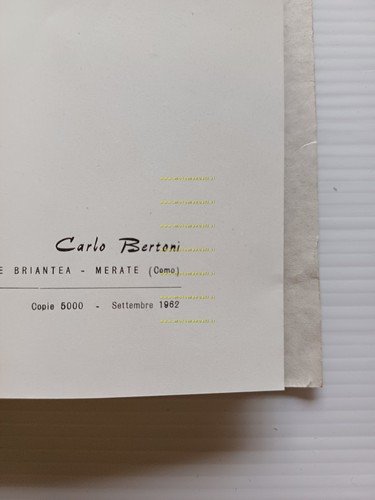 Carlo Bertoni
E BRIANTEA - MERATE (Como)
Copie 5000 - Settembre 1962